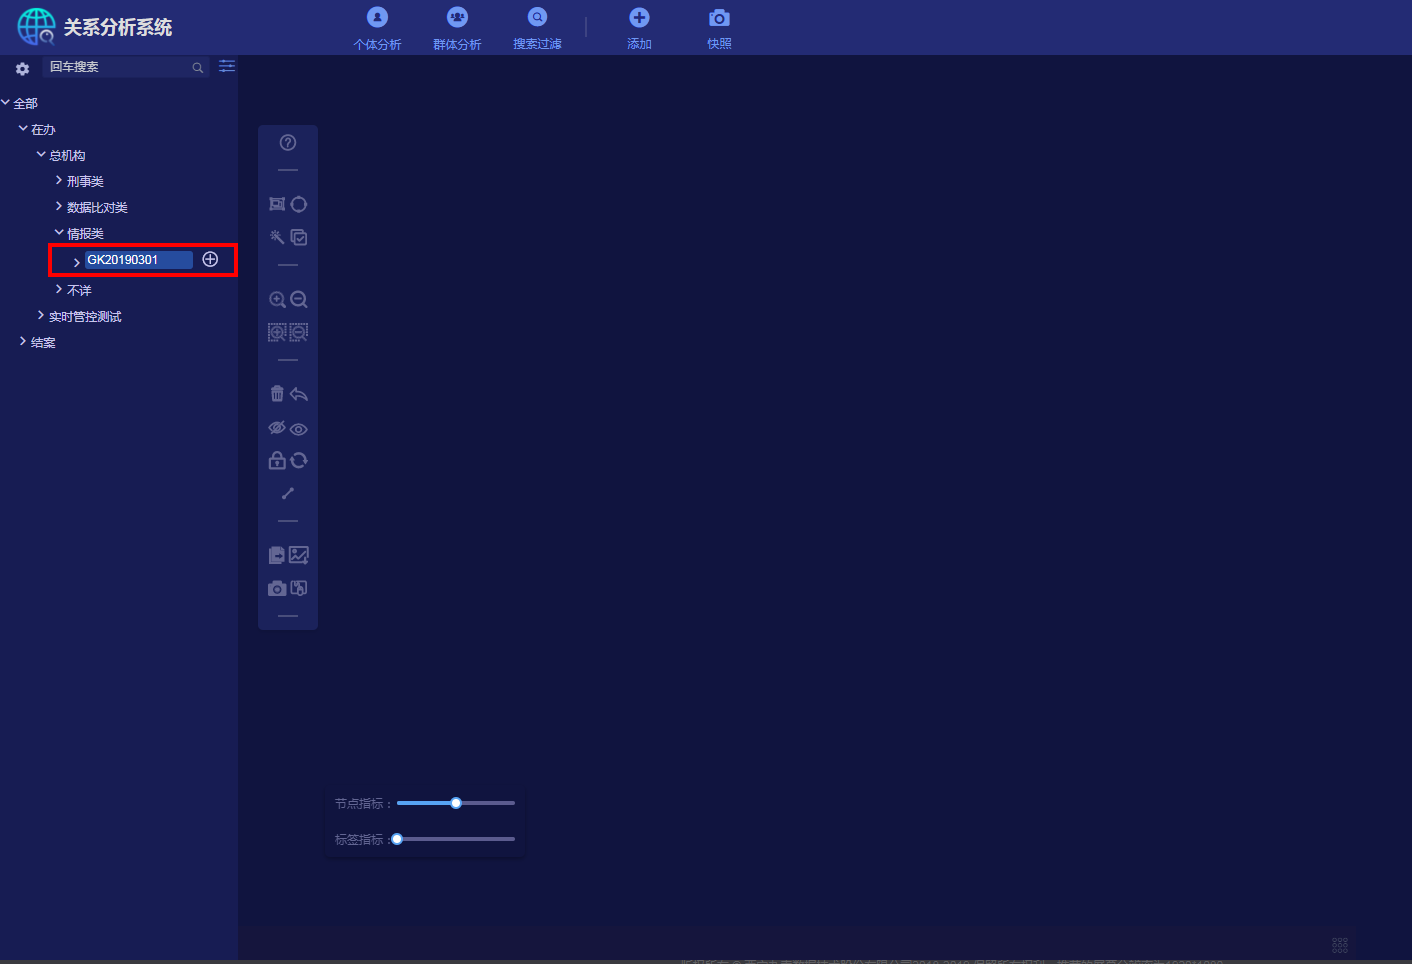 关系分析系统
个体分析
群体分析
搜索过滤
添加
快照
回车搜索
全部
在办
总机构
刑事类
数据比对类
情报类
GK20190301
不详
实时管控测试
结案
节点指标：
标签指标：